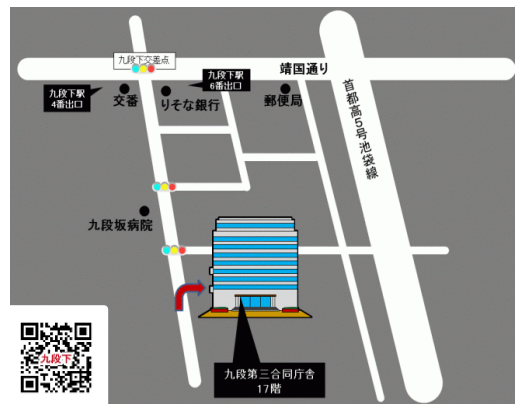 九段下交差点
靖国通り
九段下駅
6番出口
九段下駅
4番出口
交番
りそな銀行
郵便局
首都高5号池袋線
九段坂病院
九段下
九段第三合同庁舎
17階